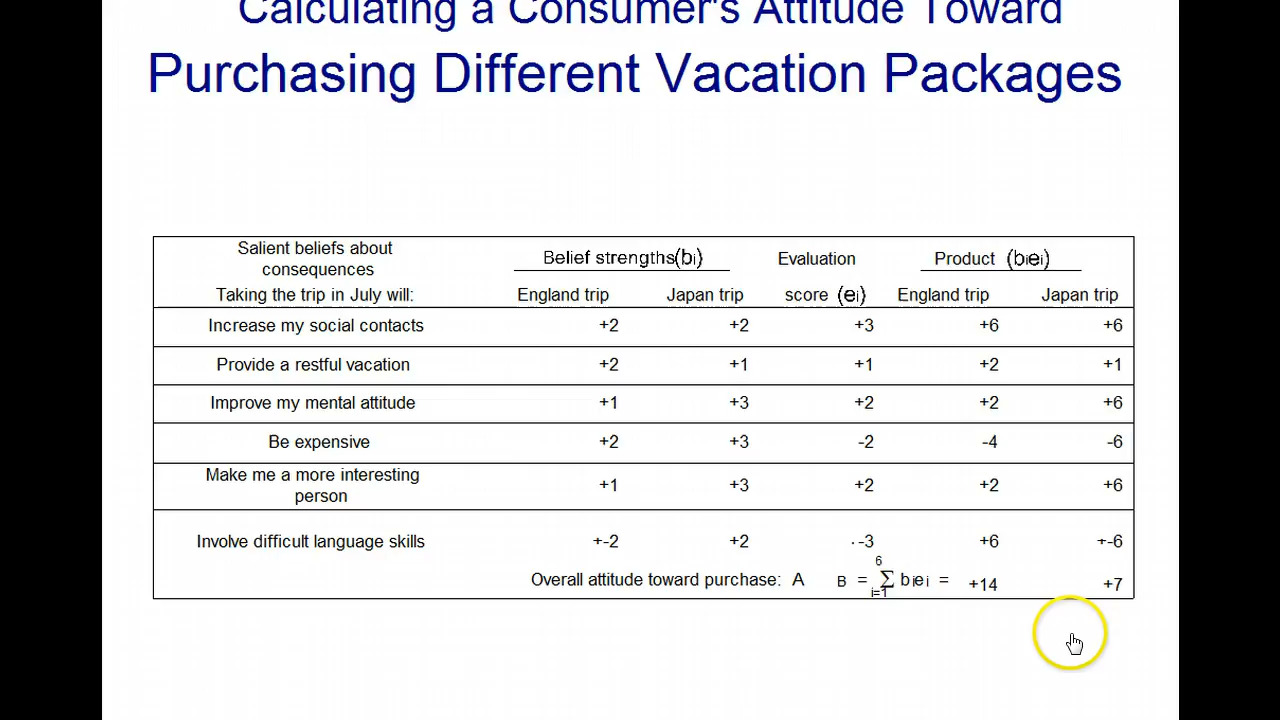 Calculating a Consumer's Attitude Toward
Purchasing Different Vacation Packages
Salient beliefs about
consequences
Taking the trip in July will:
Belief strengths(bi) Evaluation Product (biei)
England trip Japan trip score (ei) England trip Japan trip
Increase my social contacts +2 +2 +3 +6 +6
Provide a restful vacation +2 +1 +1 +2 +1
Improve my mental attitude +1 +3 +2 +2 +6
Be expensive +2 +3 -2 -4 -6
Make me a more interesting
person +1 +3 +2 +2 +6
Involve difficult language skills +-2 +2 -3 +6 +-6
Overall attitude toward purchase: A B = 6 Σ i=1 biei = +14 +7